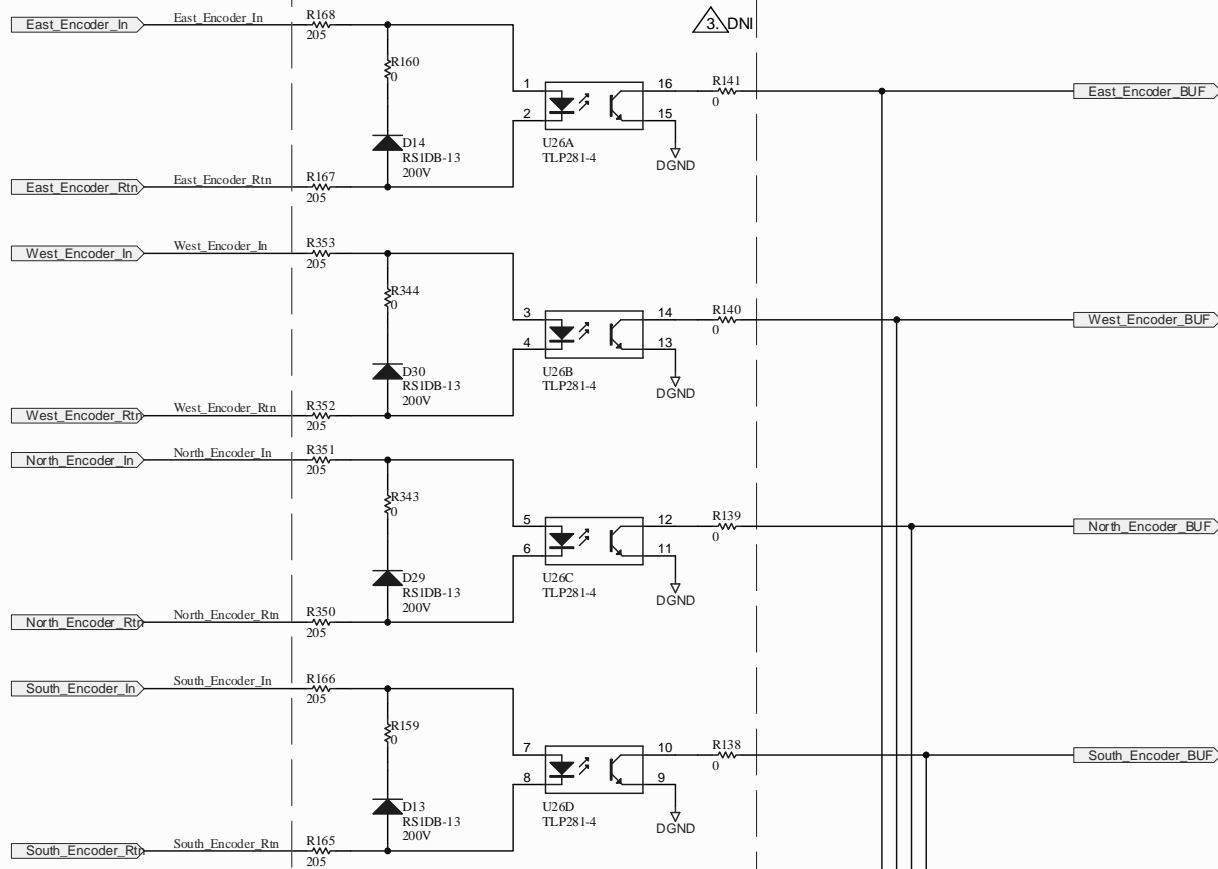 East_Encoder_In
East_Encoder_In
R168
205
3. DNI
R160
0
1
16
R141
0
East_Encoder_BUF
2
15
D14
RS1DB-13
200V
U26A
TLP281-4
DGND
East_Encoder_Rtn
East_Encoder_Rtn
R167
205
West_Encoder_In
West_Encoder_In
R353
205
R344
0
3
14
R140
0
West_Encoder_BUF
4
13
D30
RS1DB-13
200V
U26B
TLP281-4
DGND
West_Encoder_Rtn
West_Encoder_Rtn
R352
205
North_Encoder_In
North_Encoder_In
R351
205
R343
0
5
12
R139
0
North_Encoder_BUF
6
11
D29
RS1DB-13
200V
U26C
TLP281-4
DGND
North_Encoder_Rtn
North_Encoder_Rtn
R350
205
South_Encoder_In
South_Encoder_In
R166
205
R159
0
7
10
R138
0
South_Encoder_BUF
8
9
D13
RS1DB-13
200V
U26D
TLP281-4
DGND
South_Encoder_Rtn
South_Encoder_Rtn
R165
205